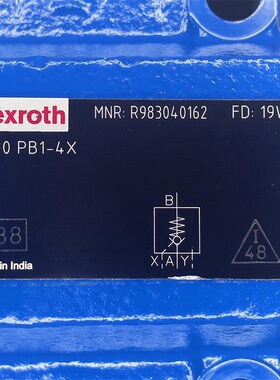 exroth
MNR: R983040162 FD: 19W
0 PB1-4X
B
88
X A Y
I
48
in India